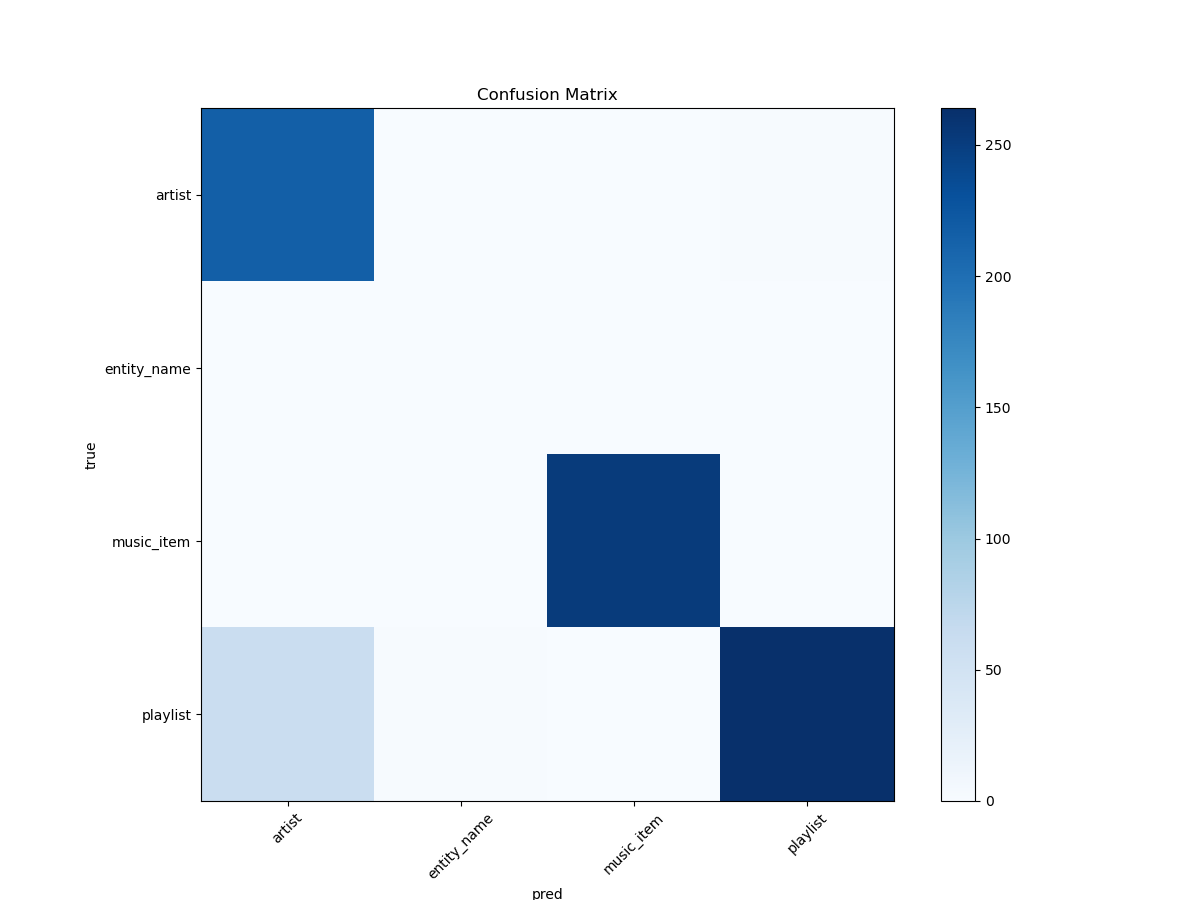 Confusion Matrix
artist
entity_name
music_item
playlist
true
artist
entity_name
music_item
playlist
pred
250
200
150
100
50
0